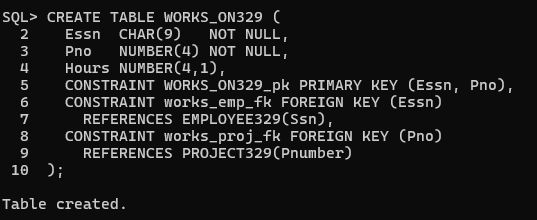 SQL> CREATE TABLE WORKS_ON329 (
  2    Essn  CHAR(9)   NOT NULL,
  3    Pno   NUMBER(4) NOT NULL,
  4    Hours NUMBER(4,1),
  5    CONSTRAINT WORKS_ON329_pk PRIMARY KEY (Essn, Pno),
  6    CONSTRAINT works_emp_fk FOREIGN KEY (Essn)
  7      REFERENCES EMPLOYEE329(Ssn),
  8    CONSTRAINT works_proj_fk FOREIGN KEY (Pno)
  9      REFERENCES PROJECT329(Pnumber)
 10  );
Table created.